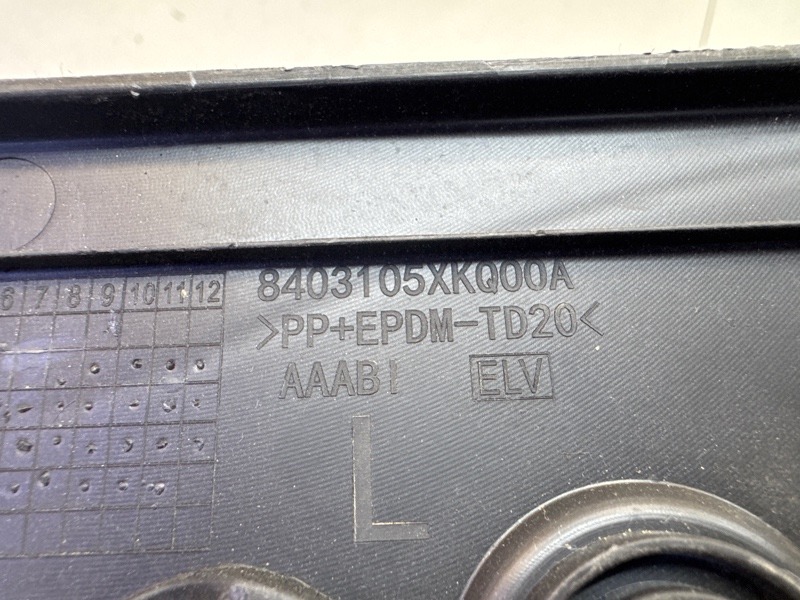 8403105XKQ00A
6 7 8 9 10 11 12
>PP+EPDM-TD20<
AAABI ELV
L